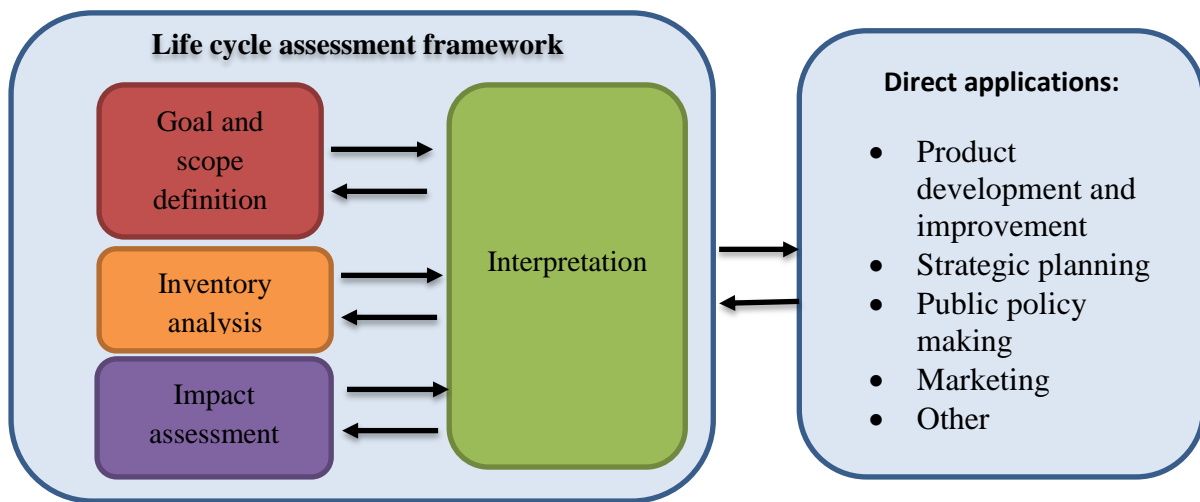 Life cycle assessment framework
Goal and
scope
definition
Inventory
analysis
Impact
assessment
Interpretation
Direct applications:
• Product
development and
improvement
• Strategic planning
• Public policy
making
• Marketing
• Other